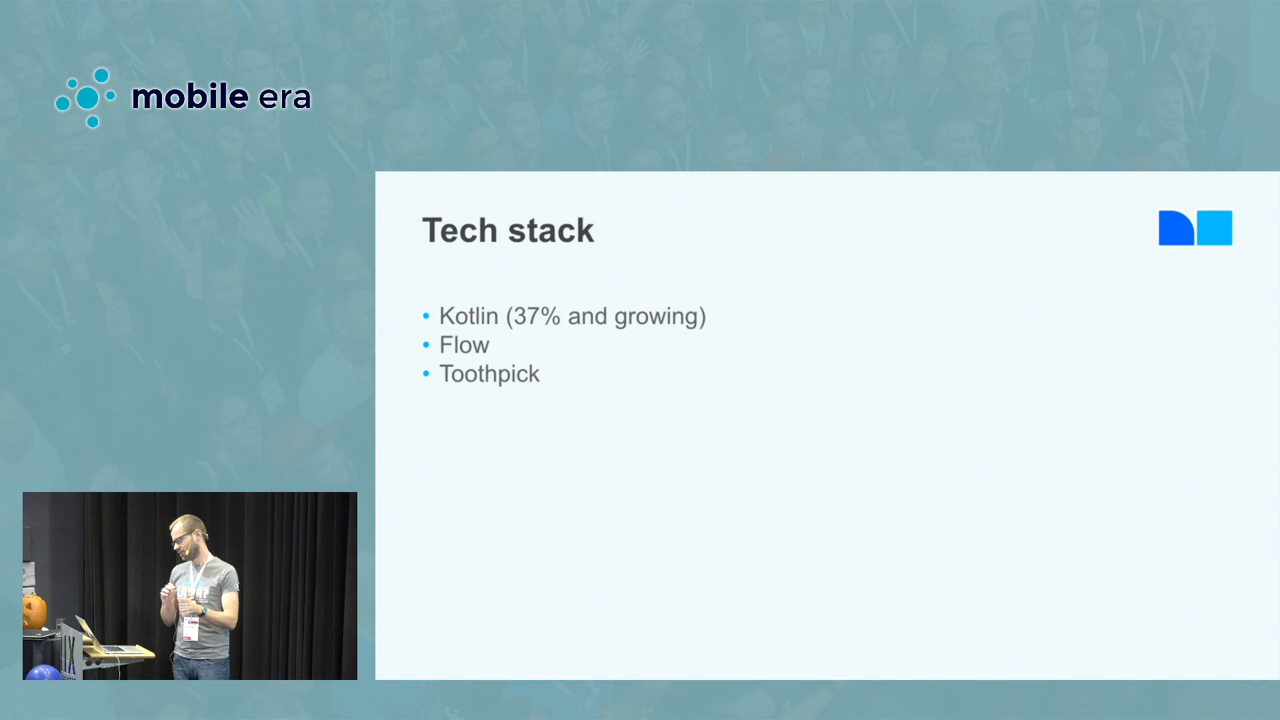 mobile era
Tech stack
• Kotlin (37% and growing)
• Flow
• Toothpick